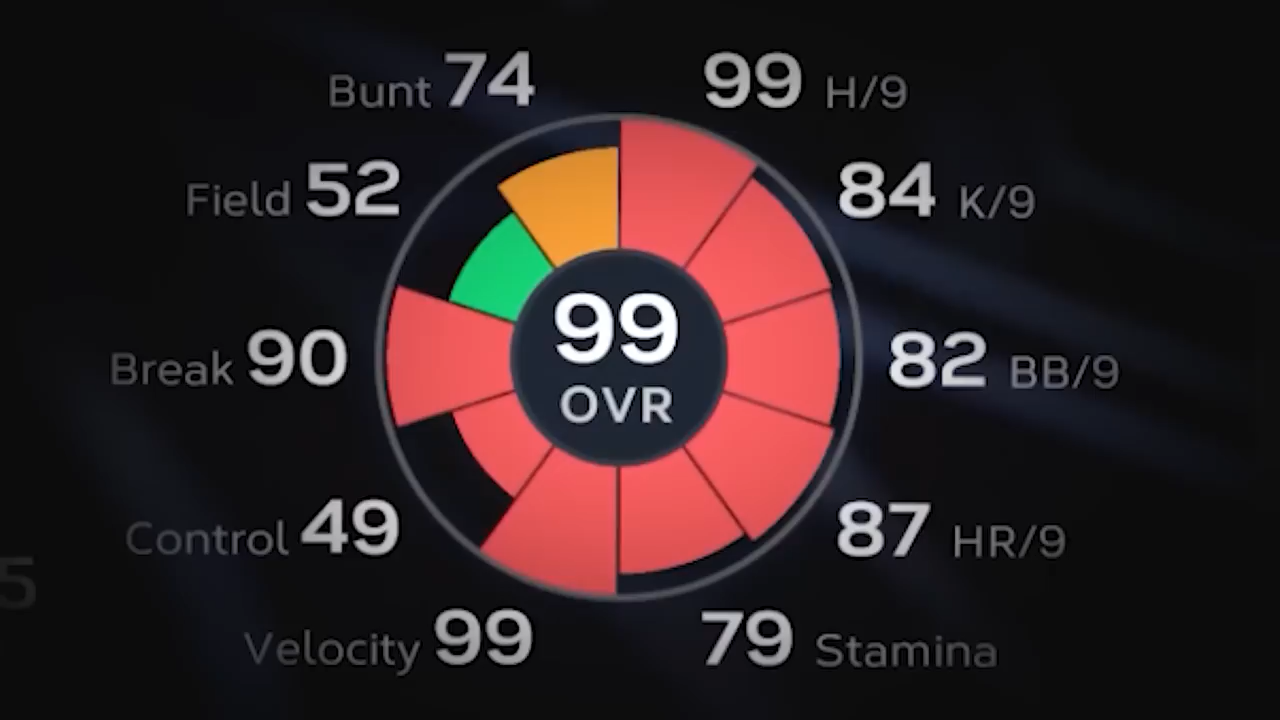 Bunt 74
99 H/9
Field 52
84 K/9
99
OVR
Break 90
82 BB/9
Control 49
87 HR/9
5
Velocity 99
79 Stamina